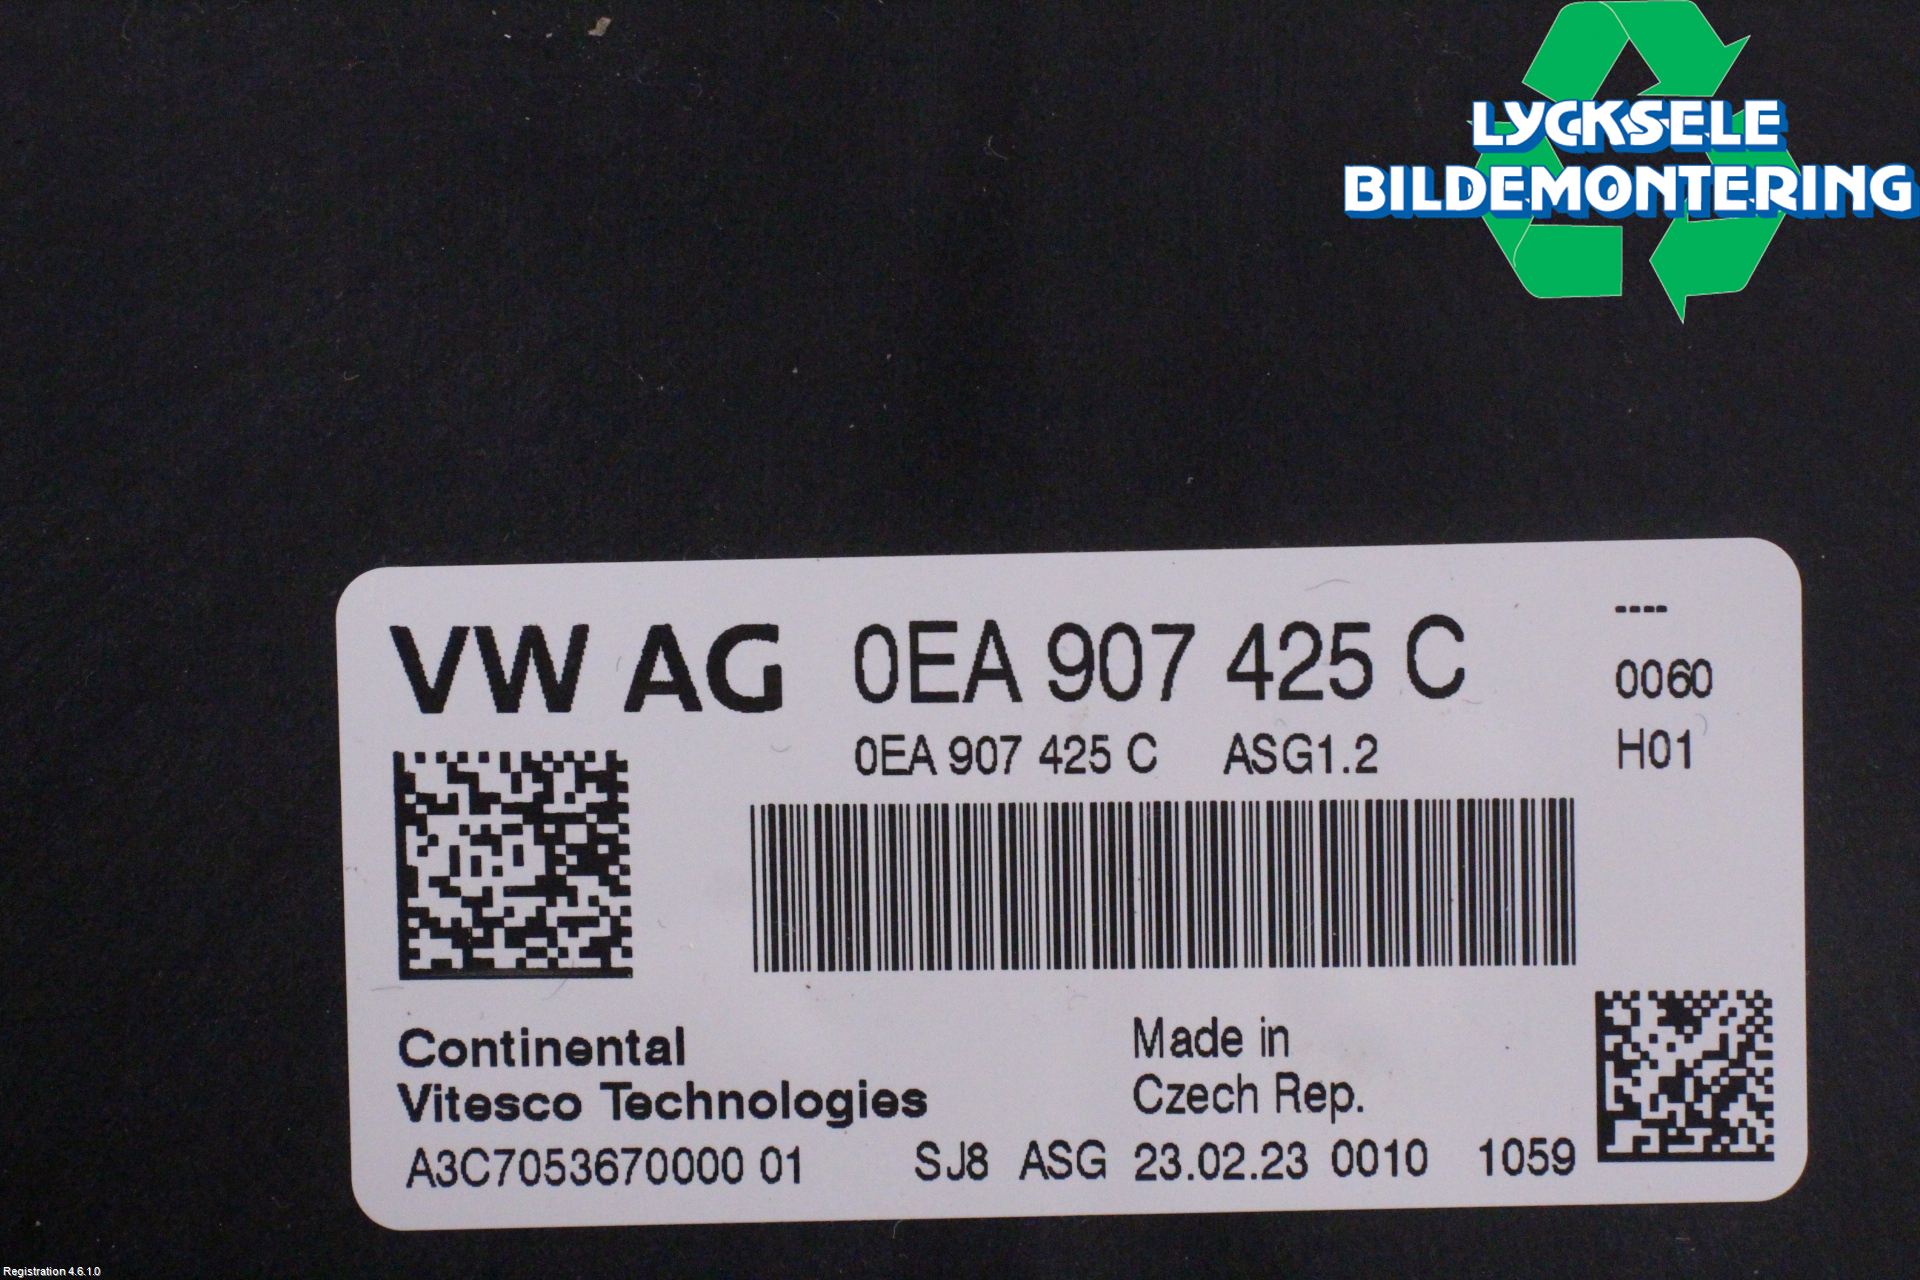 LYCKSELE
BILDEMONTERING
VW AG 0EA 907 425 C ----
0060
0EA 907 425 C ASG1.2 H01
Continental
Vitesco Technologies
Made in
Czech Rep.
A3C7053670000 01 SJ8 ASG 23.02.23 0010 1059
Registration 4.6.1.0